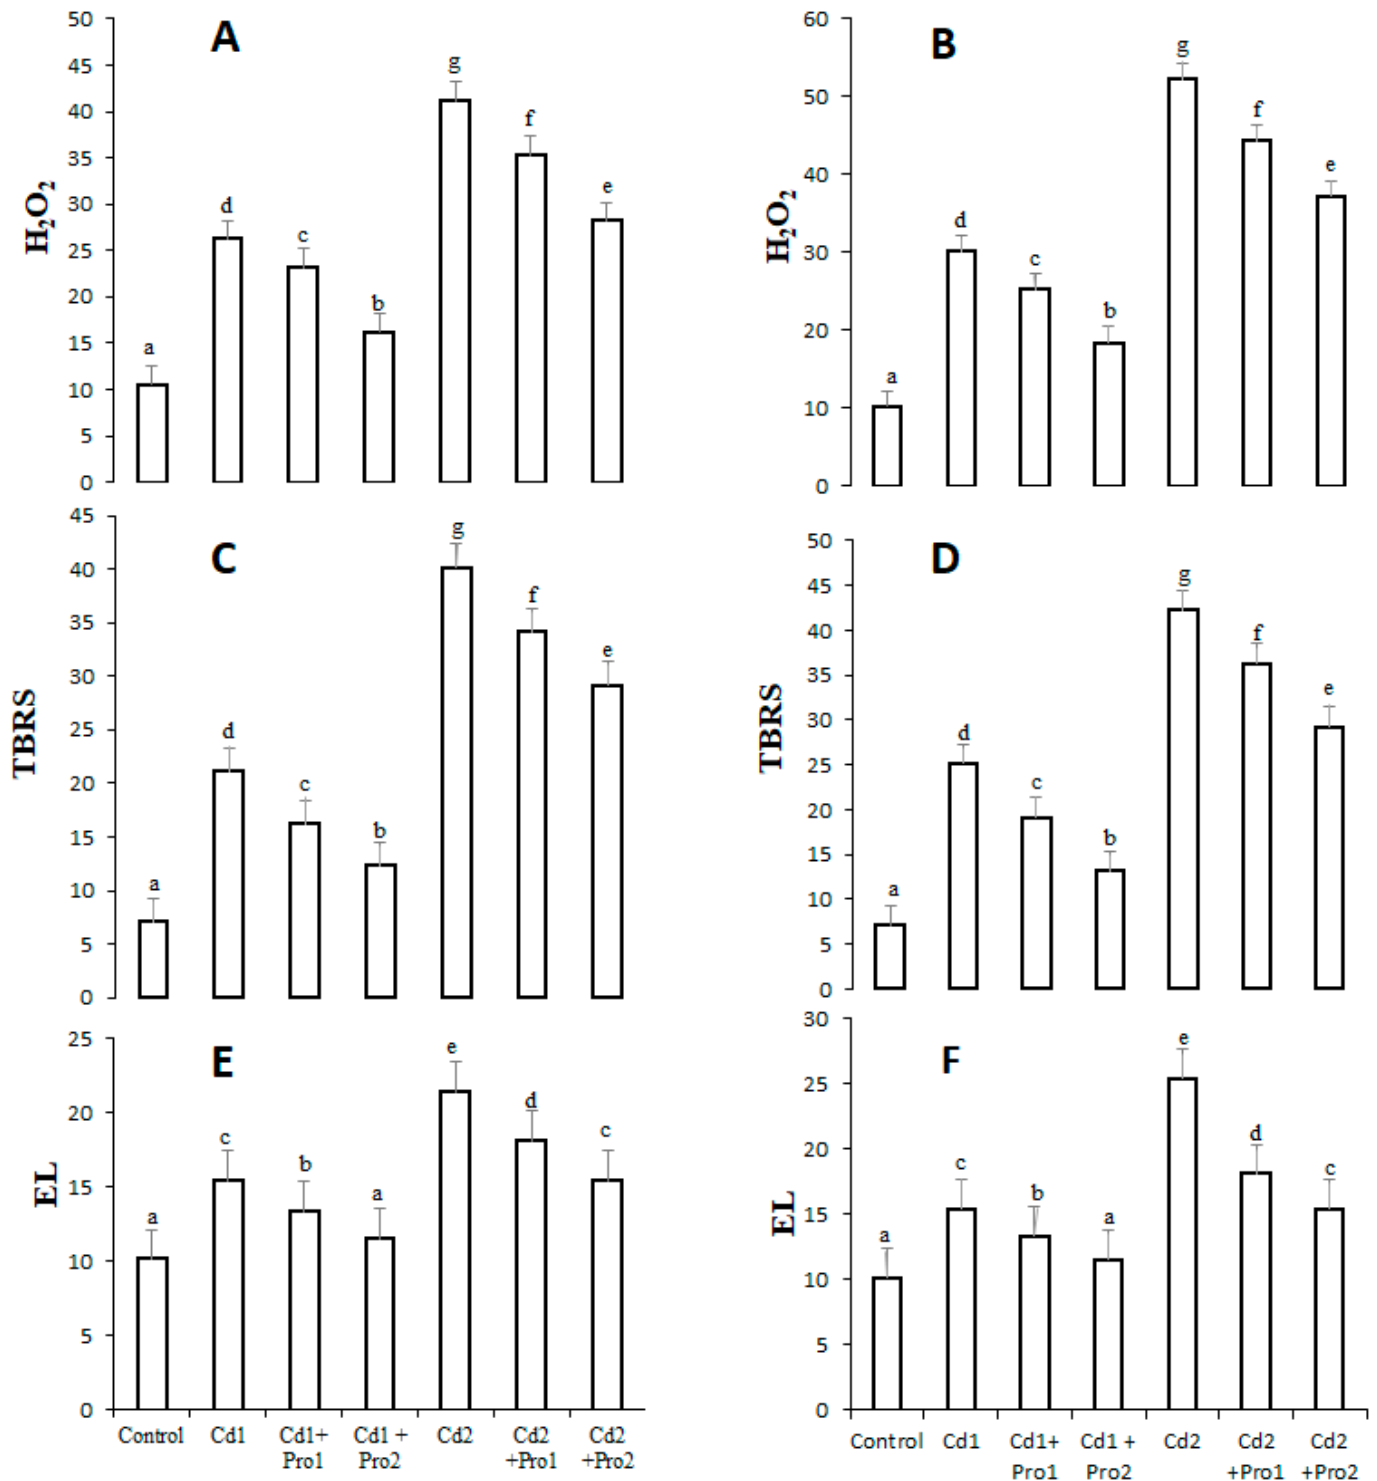 A
H₂O₂
50
45
40
35
30
25
20
15
10
5
0
a
d
c
b
g
f
e
B
H₂O₂
60
50
40
30
20
10
0
a
d
c
b
g
f
e
C
TBRS
45
40
35
30
25
20
15
10
5
0
a
d
c
b
g
f
e
D
TBRS
50
45
40
35
30
25
20
15
10
5
0
a
d
c
b
g
f
e
E
EL
25
20
15
10
5
0
a
c
b
a
e
d
c
Control Cd1 Cd1+ Cd1 + Cd2 Cd2 Cd2
Pro1 Pro2 +Pro1 +Pro2
F
EL
30
25
20
15
10
5
0
a
c
b
a
e
d
c
Control Cd1 Cd1+ Cd1 + Cd2 Cd2 Cd2
Pro1 Pro2 +Pro1 +Pro2